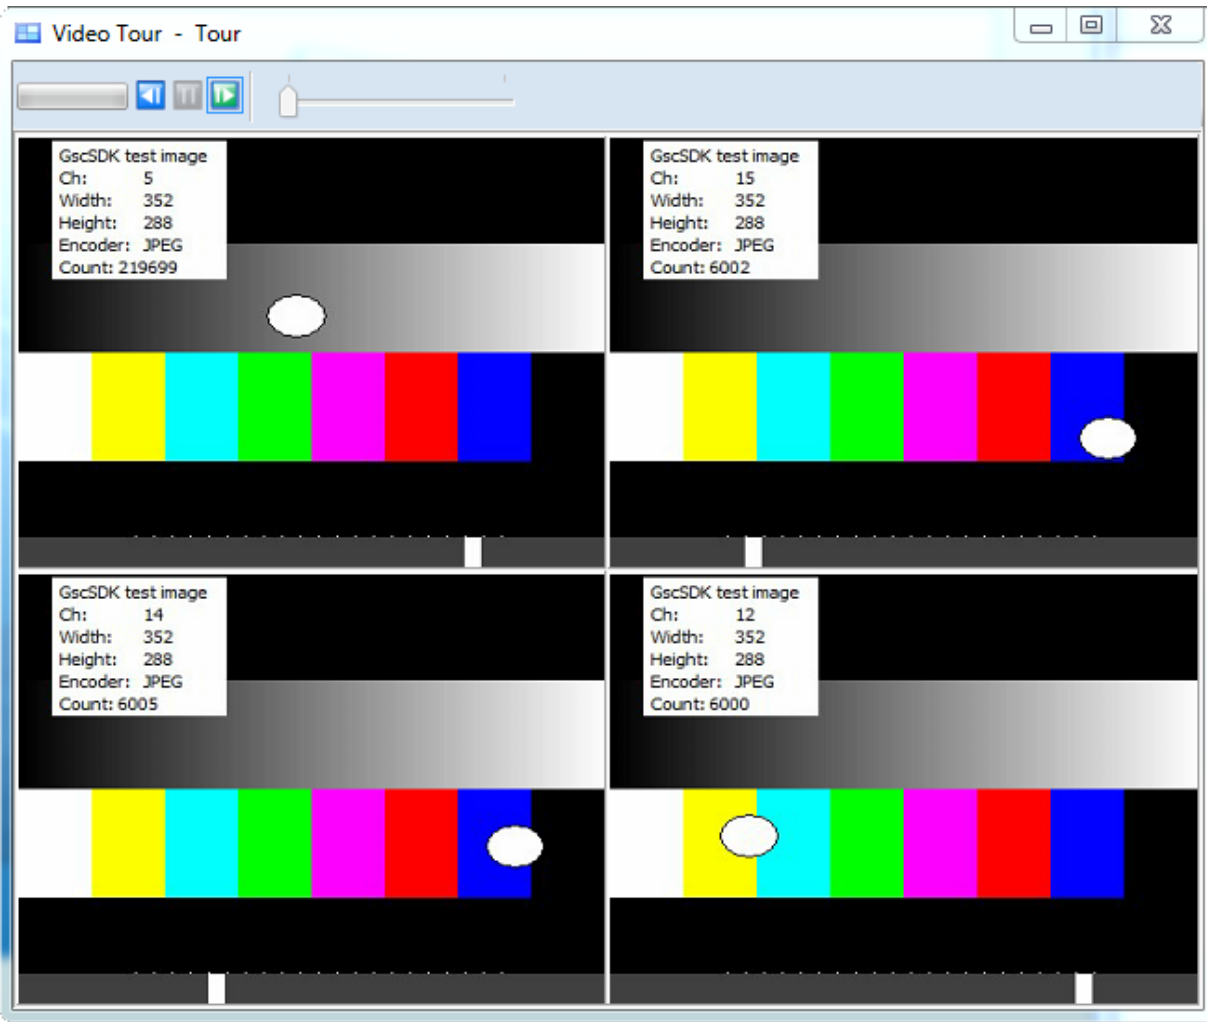 Video Tour - Tour
GscSDK test image
Ch: 5
Width: 352
Height: 288
Encoder: JPEG
Count: 219699
GscSDK test image
Ch: 15
Width: 352
Height: 288
Encoder: JPEG
Count: 6002
GscSDK test image
Ch: 14
Width: 352
Height: 288
Encoder: JPEG
Count: 6005
GscSDK test image
Ch: 12
Width: 352
Height: 288
Encoder: JPEG
Count: 6000